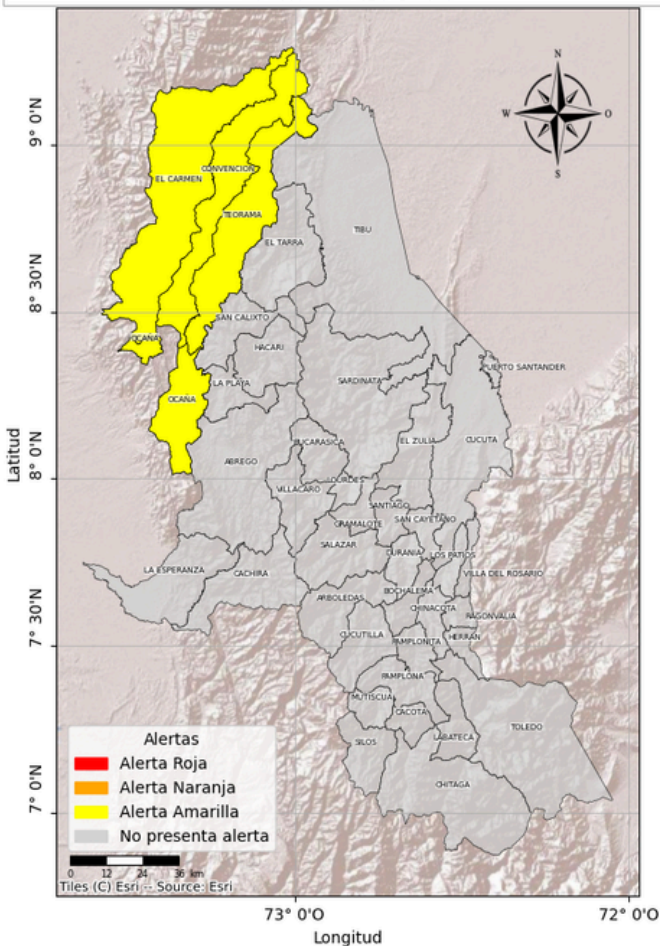 N
W
O
S
9° 0'N
CONVENCION
EL CARMEN
TEORAMA
TIBU
EL TARRA
8° 30'N
SAN CALIXTO
OCAÑA
HACARI
PUERTO SANTANDER
LA PLAYA
SARDINATA
OCAÑA
BUCARASICA
EL ZULIA
CUCUTA
ABREGO
Latitud
8° 0'N
LOURDES
VILLACARO
SANTIAGO
GRAMALOTE
SAN CAYETANO
SALAZAR
DURANIA
LOS PATIOS
LA ESPERANZA
CACHIRA
VILLA DEL ROSARIO
BOCHALEMA
ARBOLEDAS
CHINACOTA
RAGONVALIA
7° 30'N
CUCUTILLA
PAMPLONITA
HERRAN
PAMPLONA
MUTISCUA
CACOTA
TOLEDO
SILOS
LABATECA
CHITAGA
7° 0'N
Alertas
Alerta Roja
Alerta Naranja
Alerta Amarilla
No presenta alerta
0 12 24 36 km
Tiles (C) Esri -- Source: Esri
73° 0'O
72° 0'O
Longitud